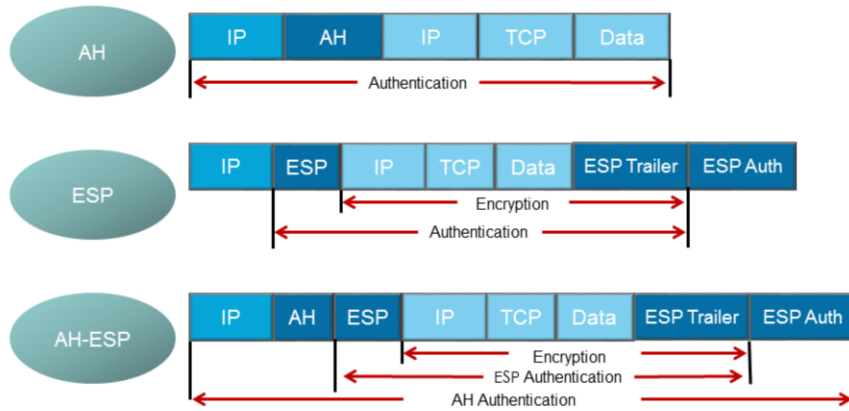 AH
IP AH IP TCP Data
Authentication
ESP
IP ESP IP TCP Data ESP Trailer ESP Auth
Encryption
Authentication
AH-ESP
IP AH ESP IP TCP Data ESP Trailer ESP Auth
Encryption
ESP Authentication
AH Authentication